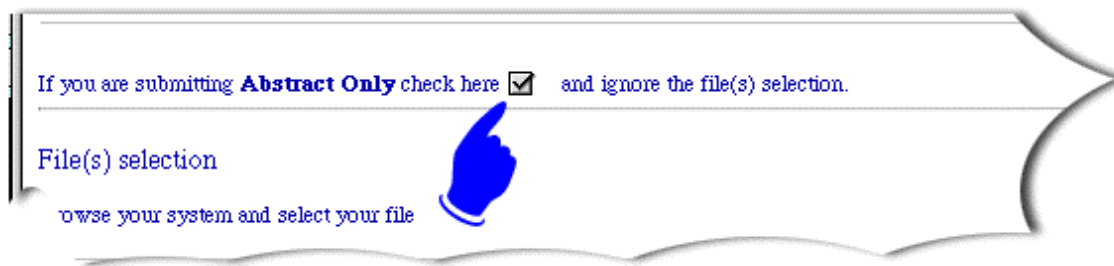 If you are submitting Abstract Only check here and ignore the file(s) selection.
File(s) selection
owse your system and select your file